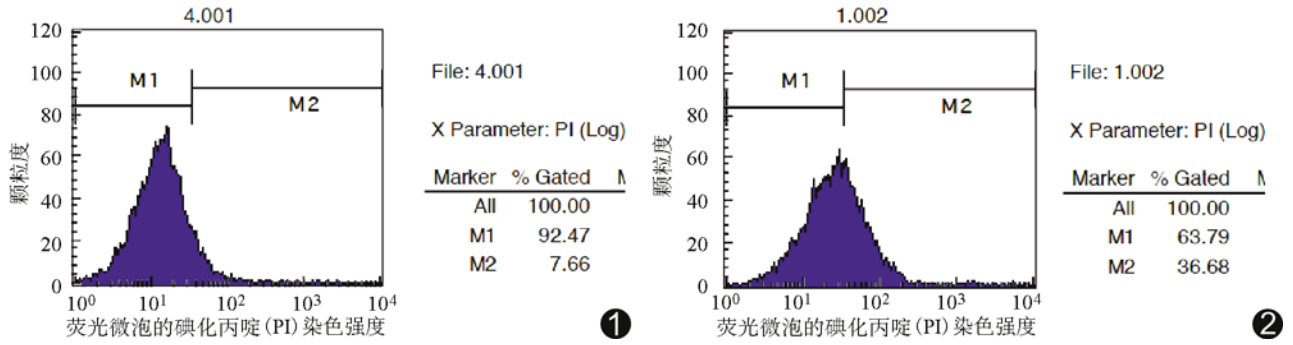 4.001
120
100
80
60
40
20
0
颗粒度
M1
M2
10⁰ 10¹ 10² 10³ 10⁴
荧光微泡的碘化丙啶(PI)染色强度
File: 4.001
X Parameter: PI (Log)
Marker % Gated
All 100.00
M1 92.47
M2 7.66
1
1.002
120
100
80
60
40
20
0
颗粒度
M1
M2
10⁰ 10¹ 10² 10³ 10⁴
荧光微泡的碘化丙啶(PI)染色强度
File: 1.002
X Parameter: PI (Log)
Marker % Gated
All 100.00
M1 63.79
M2 36.68
2